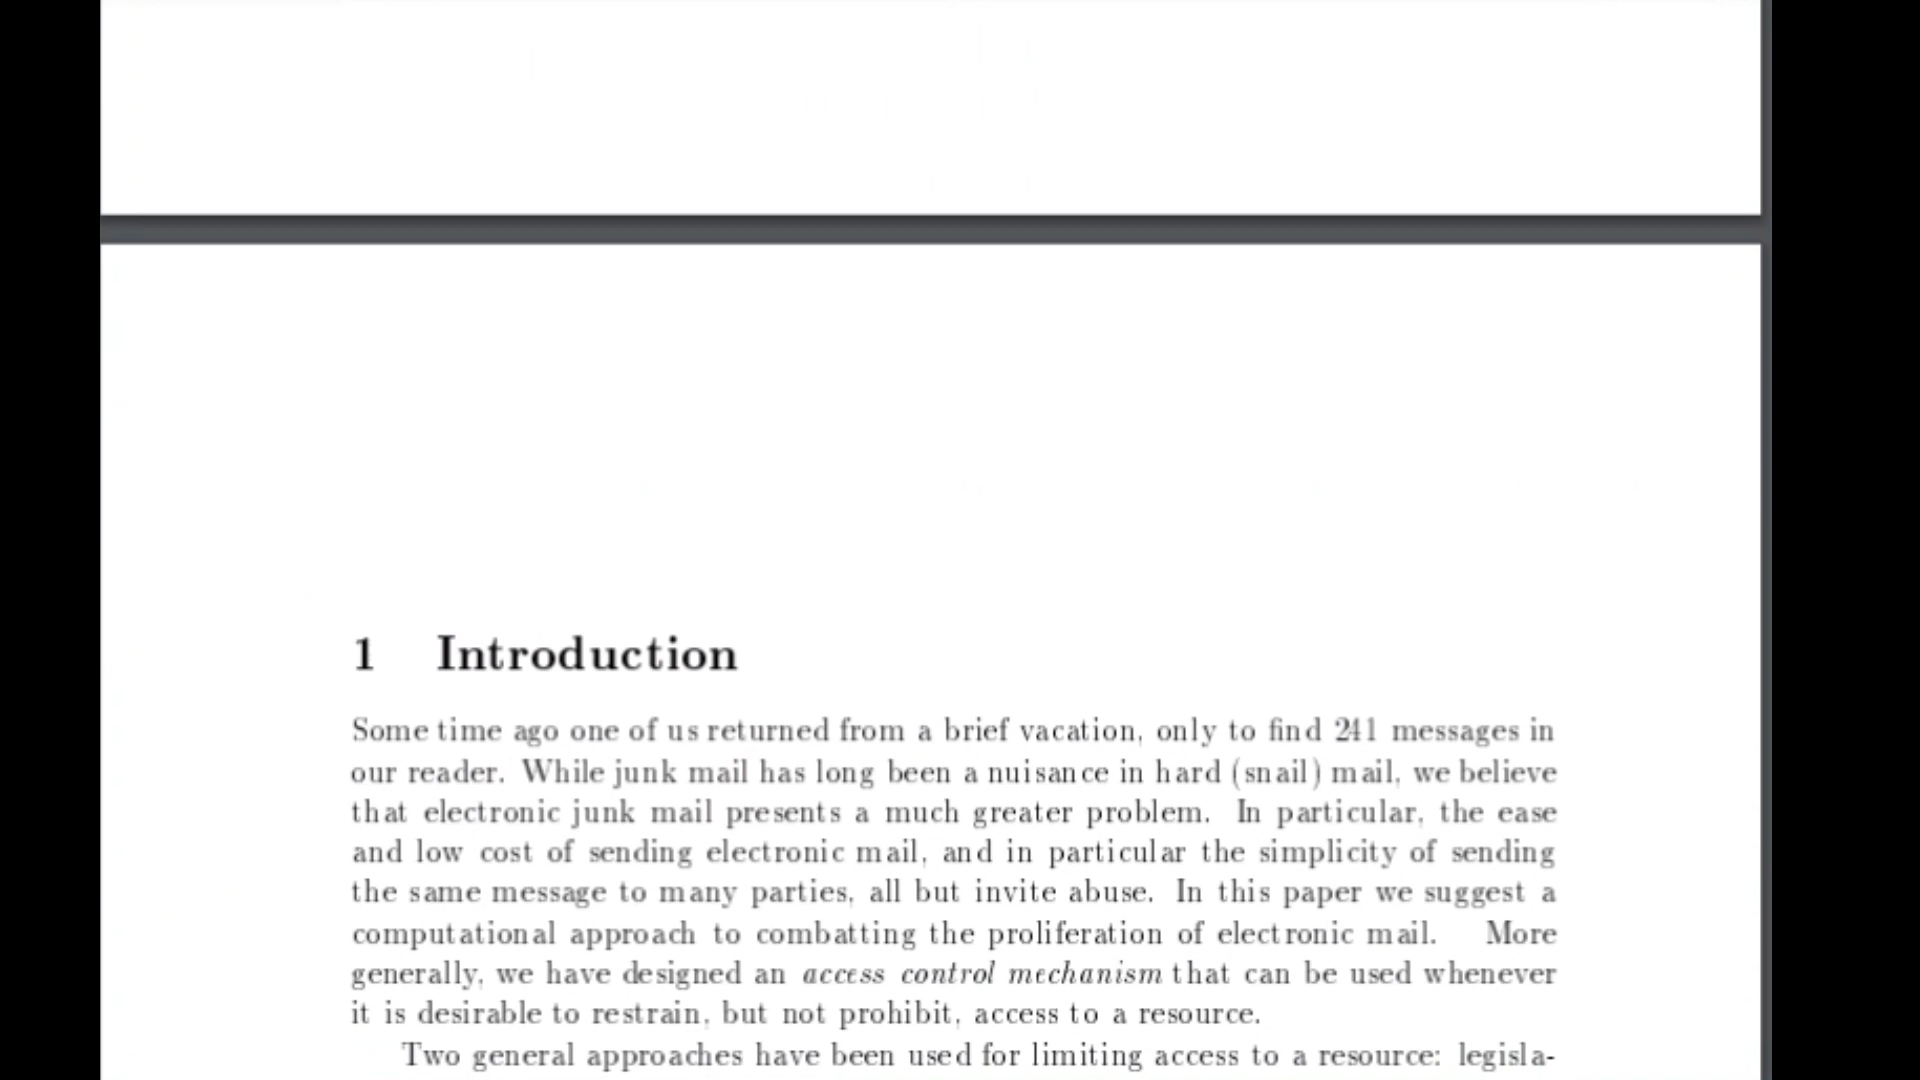 1 Introduction
Some time ago one of us returned from a brief vacation, only to find 241 messages in
our reader. While junk mail has long been a nuisance in hard (snail) mail, we believe
that electronic junk mail presents a much greater problem. In particular, the ease
and low cost of sending electronic mail, and in particular the simplicity of sending
the same message to many parties, all but invite abuse. In this paper we suggest a
computational approach to combatting the proliferation of electronic mail. More
generally, we have designed an access control mechanism that can be used whenever
it is desirable to restrain, but not prohibit, access to a resource.
Two general approaches have been used for limiting access to a resource: legisla-